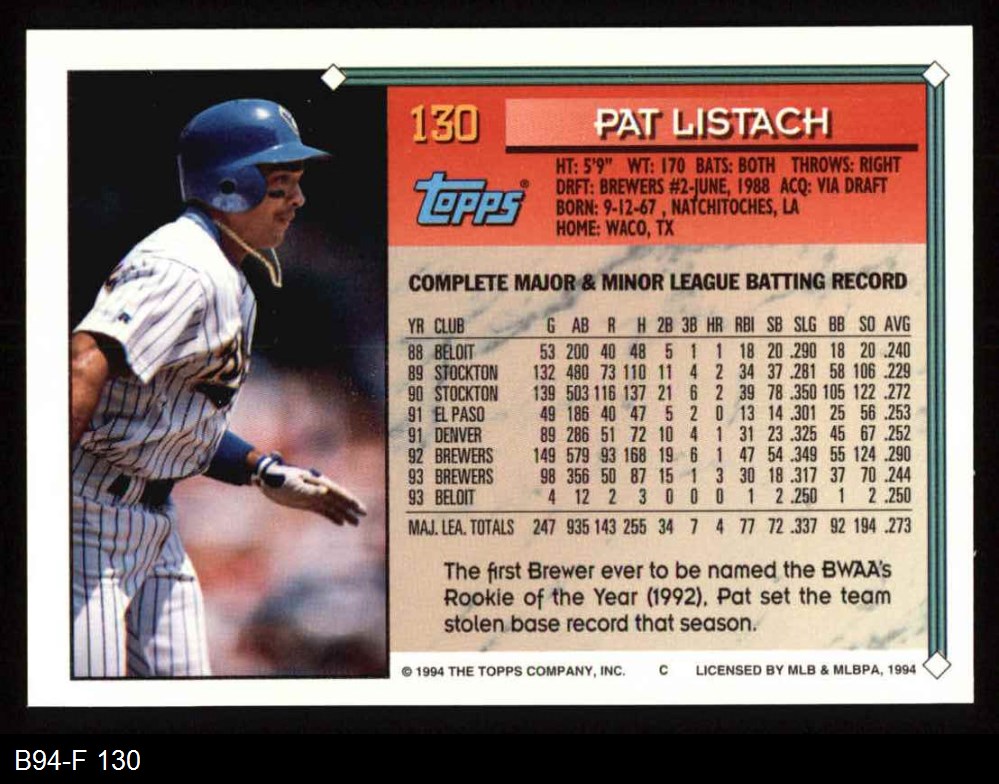 130 PAT LISTACH
Topps®
HT: 5'9" WT: 170 BATS: BOTH THROWS: RIGHT
DRFT: BREWERS #2-JUNE, 1988 ACQ: VIA DRAFT
BORN: 9-12-67 , NATCHITOCHES, LA
HOME: WACO, TX
COMPLETE MAJOR & MINOR LEAGUE BATTING RECORD
YR CLUB G AB R H 2B 3B HR RBI SB SLG BB SO AVG
88 BELOIT 53 200 40 48 5 1 1 18 20 .290 18 20 .240
89 STOCKTON 132 480 73 110 11 4 2 34 37 .281 58 106 .229
90 STOCKTON 139 503 116 137 21 6 2 39 78 .350 105 122 .272
91 EL PASO 49 186 40 47 5 2 0 13 14 .301 25 56 .253
91 DENVER 89 286 51 72 10 4 1 31 23 .325 45 67 .252
92 BREWERS 149 579 93 168 19 6 1 47 54 .349 55 124 .290
93 BREWERS 98 356 50 87 15 1 3 30 18 .317 37 70 .244
93 BELOIT 4 12 2 3 0 0 0 1 2 .250 1 2 .250
MAJ. LEA. TOTALS 247 935 143 255 34 7 4 77 72 .337 92 194 .273
The first Brewer ever to be named the BWAA's
Rookie of the Year (1992), Pat set the team
stolen base record that season.
© 1994 THE TOPPS COMPANY, INC. C LICENSED BY MLB & MLBPA, 1994
B94-F 130